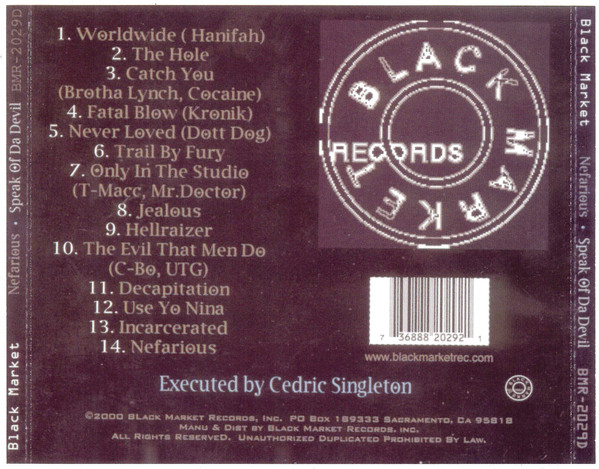 Black Market Nefarious • Speak Of Da Devil BMR-2029D
1. Worldwide ( Hanifah)
2. The Hole
3. Catch You
(Brotha Lynch, Cocaine)
4. Fatal Blow (Kronik)
5. Never Loved (Dott Dog)
6. Trail By Fury
7. Only In The Studio
(T-Macc, Mr.Doctor)
8. Jealous
9. Hellraizer
10. The Evil That Men Do
(C-Bo, UTG)
11. Decapitation
12. Use Yo Nina
13. Incarcerated
14. Nefarious
BLACK MARKET
RECORDS
7 36888 20292 1
www.blackmarketrec.com
Executed by Cedric Singleton
©2000 Black Market Records, Inc. PO Box 189333 Sacramento, Ca 95818
Manu & Dist by Black Market Records, Inc.
All Rights Reserved. Unauthorized Duplicated Prohibited By Law.
Black Market Nefarious • Speak Of Da Devil BMR-2029D